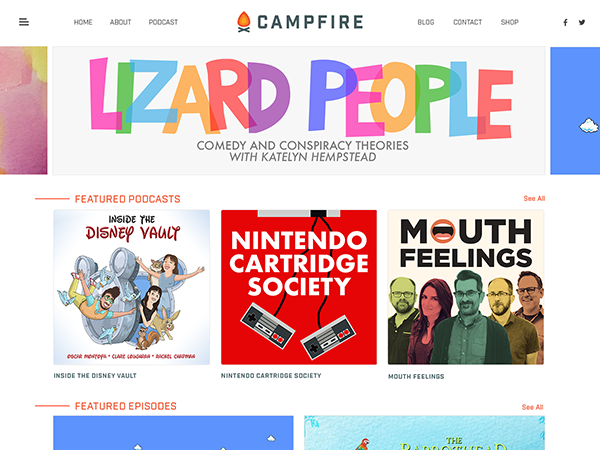 HOME ABOUT PODCAST CAMPFIRE BLOG CONTACT SHOP
LIZARD PEOPLE
COMEDY AND CONSPIRACY THEORIES
WITH KATELYN HEMPSTEAD
FEATURED PODCASTS See All
INSIDE THE
DISNEY VAULT
OSCAR MONTOYA * CLARE LOUGHRAN * RACHEL CHAPMAN
NINTENDO
CARTRIDGE
SOCIETY
MOUTH
FEELINGS
INSIDE THE DISNEY VAULT
NINTENDO CARTRIDGE SOCIETY
MOUTH FEELINGS
FEATURED EPISODES See All
THE
PARROTHEAD